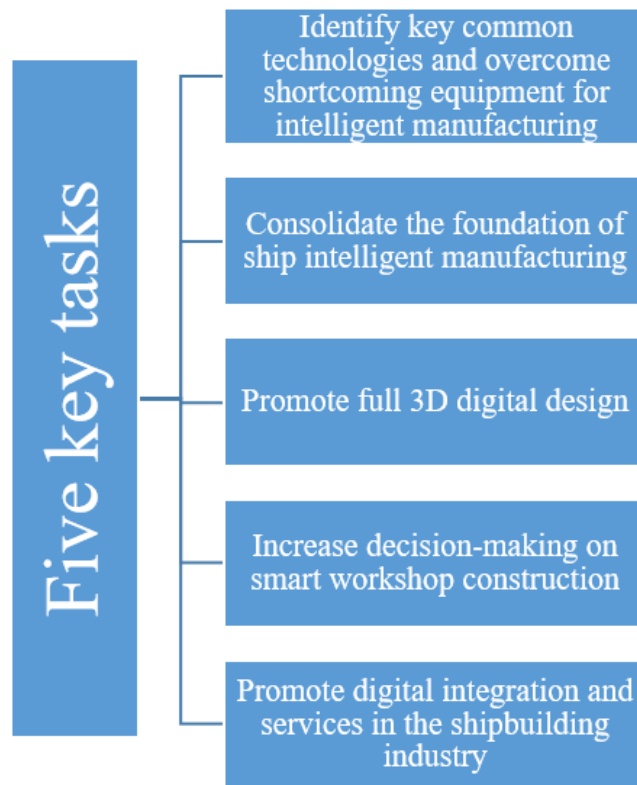 Five key tasks
Identify key common
technologies and overcome
shortcoming equipment for
intelligent manufacturing
Consolidate the foundation of
ship intelligent manufacturing
Promote full 3D digital design
Increase decision-making on
smart workshop construction
Promote digital integration and
services in the shipbuilding
industry